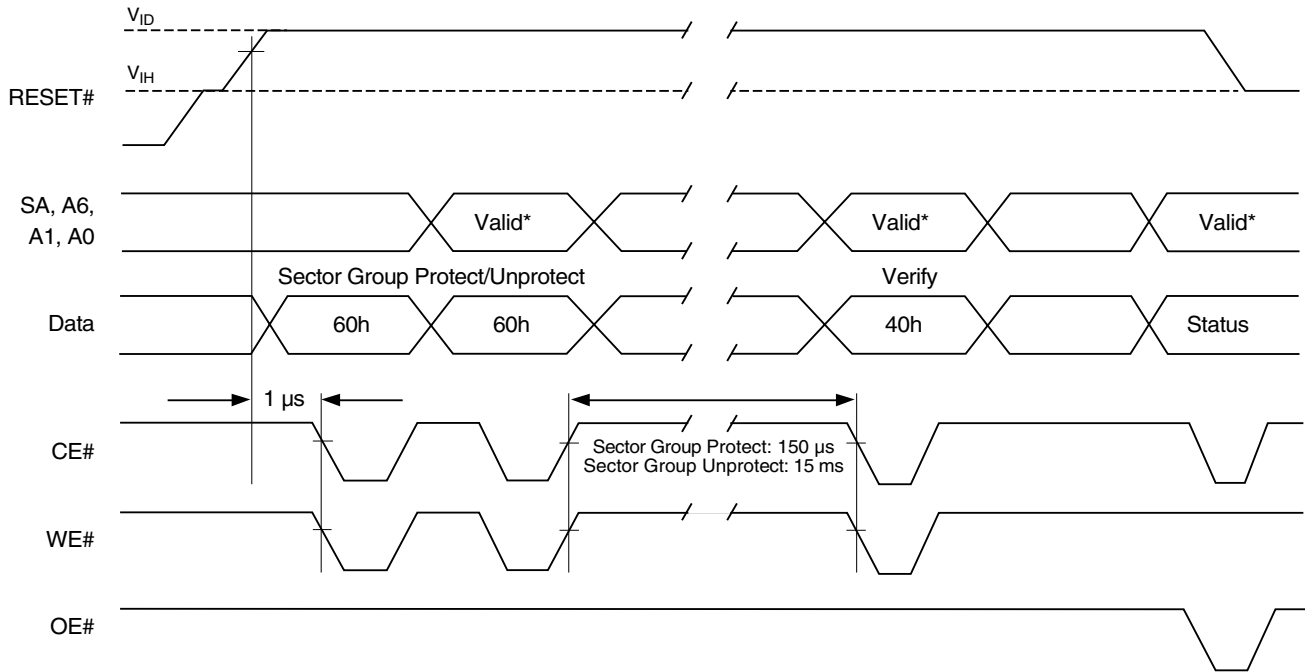 VID
VIH
RESET#
SA, A6,
A1, A0
Valid*
Valid*
Valid*
Sector Group Protect/Unprotect
Verify
Data
60h
60h
40h
Status
1 µs
CE#
Sector Group Protect: 150 µs
Sector Group Unprotect: 15 ms
WE#
OE#